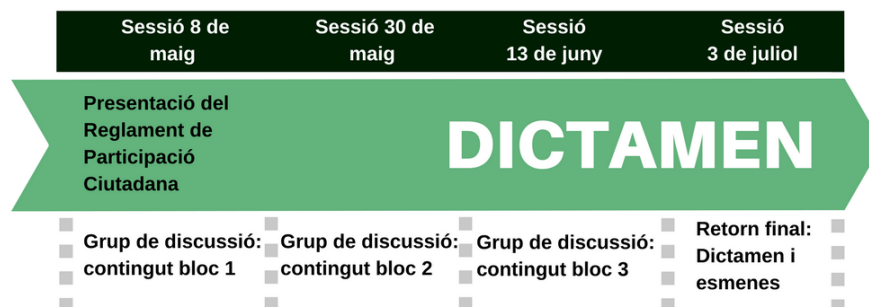 Sessió 8 de
maig
Sessió 30 de
maig
Sessió
13 de juny
Sessió
3 de juliol
Presentació del
Reglament de
Participació
Ciutadana
DICTAMEN
Grup de discussió:
contingut bloc 1
Grup de discussió:
contingut bloc 2
Grup de discussió:
contingut bloc 3
Retorn final:
Dictamen i
esmenes